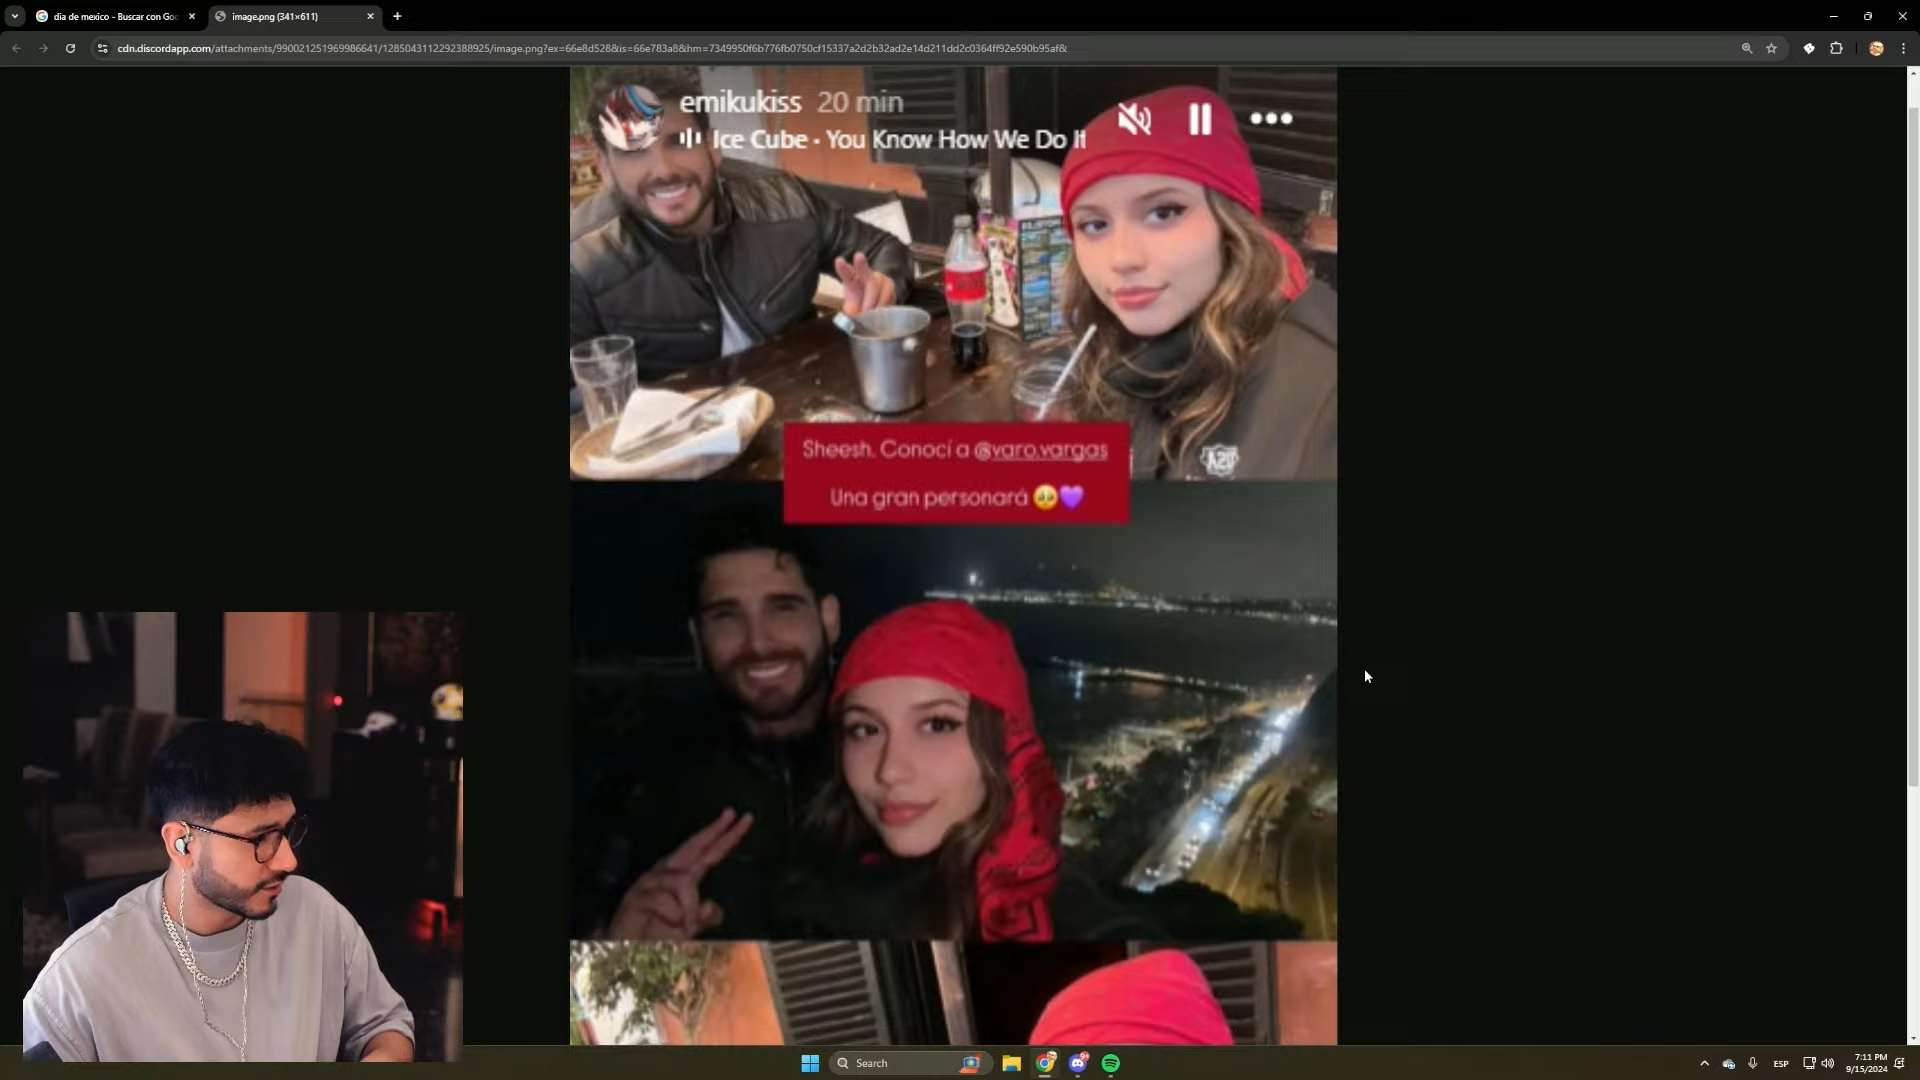 dia de mexico - Buscar con Goo
image.png (341×611)
cdn.discordapp.com/attachments/990021251969986641/1285043112292388925/image.png?ex=66e8d528&is=66e783a8&hm=7349950f6b776fb0750cf15337a2d2b32ad2e14d211dd2c0364ff92e590b95af&
emikukiss 20 min
Ice Cube · You Know How We Do It
Sheesh. Conocí a @varo.vargas
Una gran personará 🥺💜
Search
ESP
7:11 PM
9/15/2024